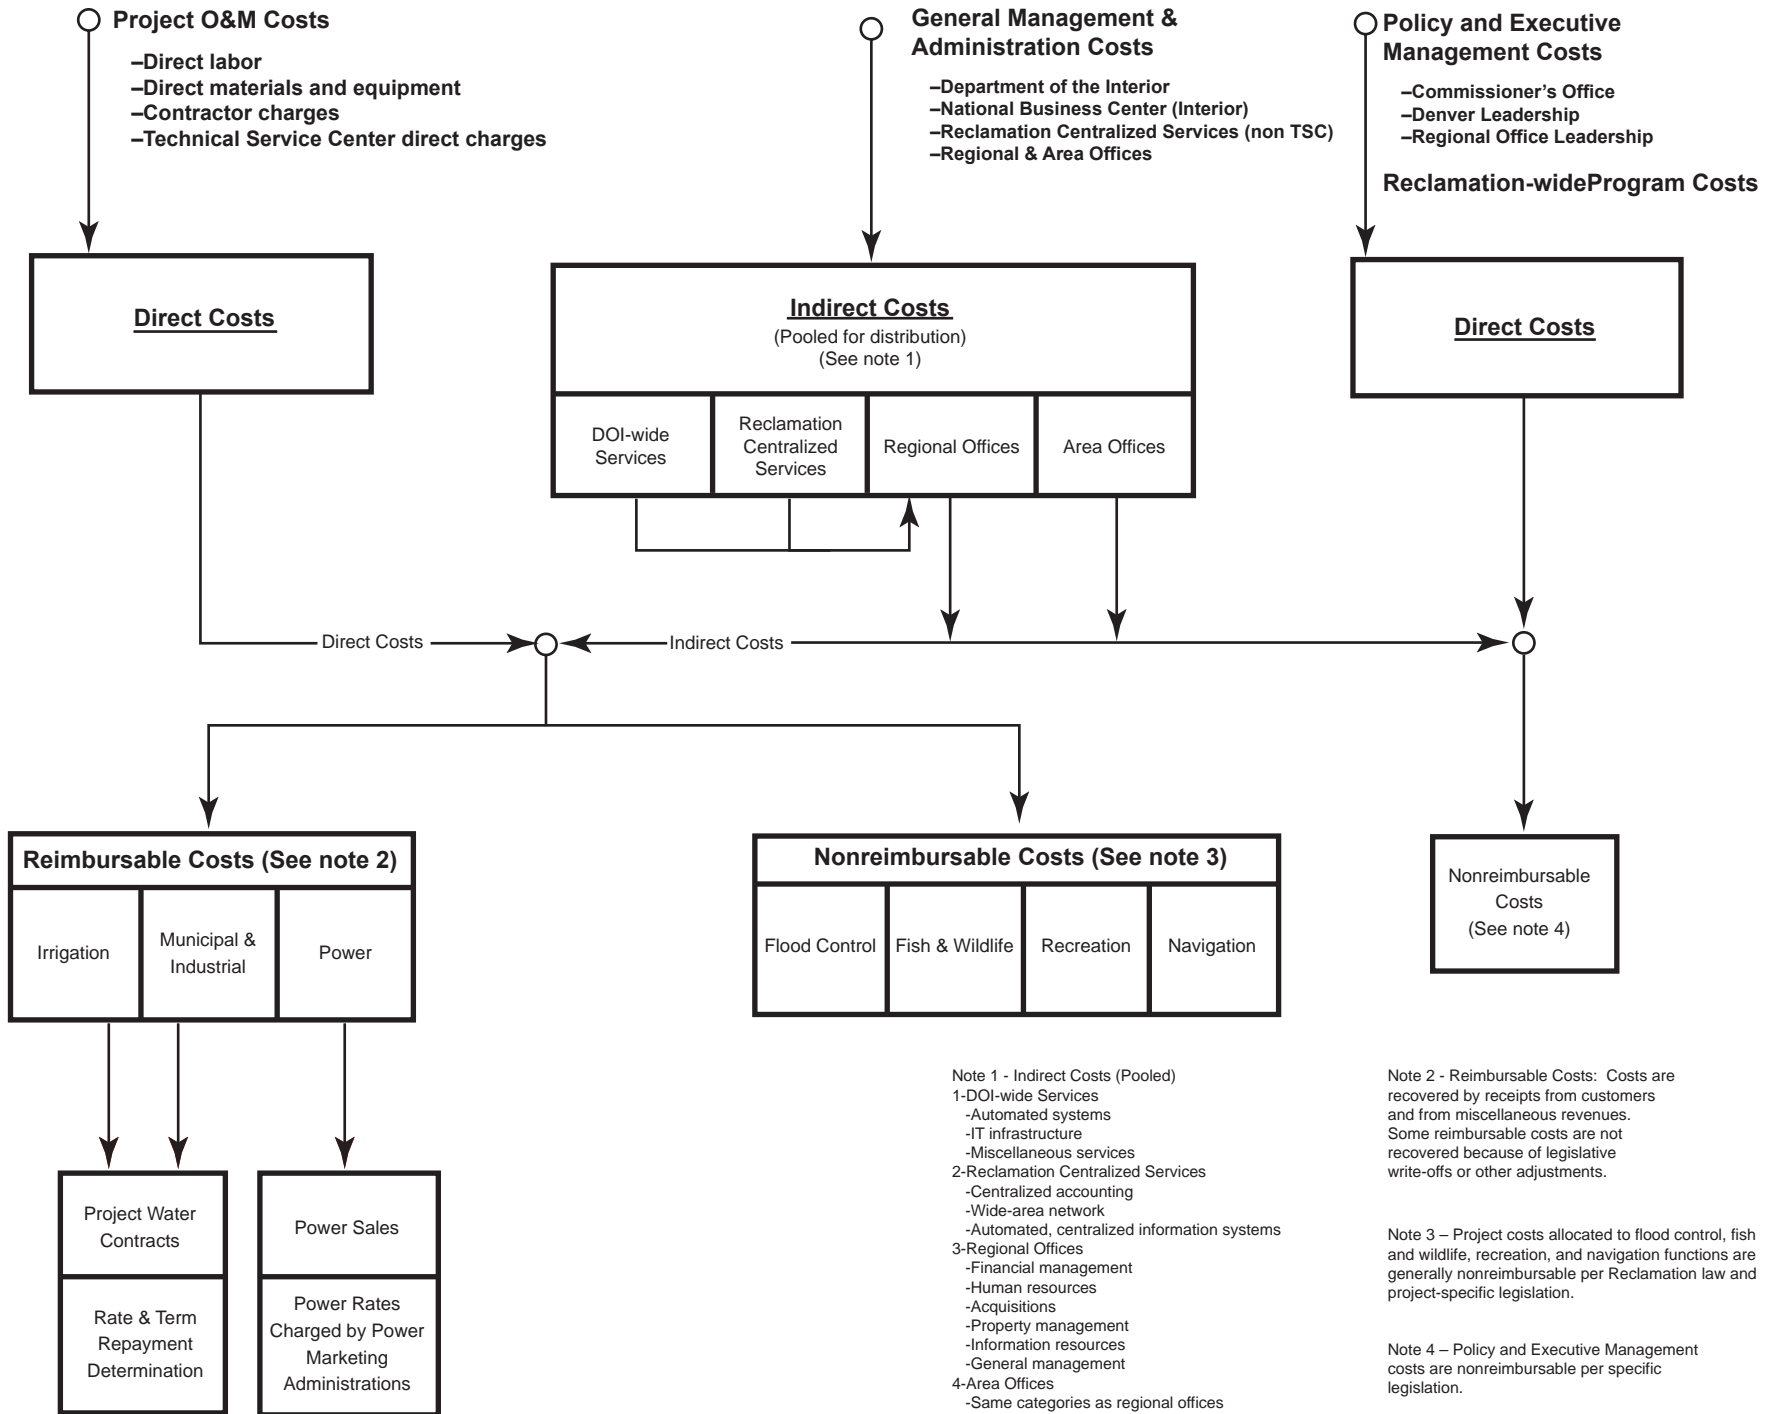 Project O&M Costs
–Direct labor
–Direct materials and equipment
–Contractor charges
–Technical Service Center direct charges
General Management &
Administration Costs
–Department of the Interior
–National Business Center (Interior)
–Reclamation Centralized Services (non TSC)
–Regional & Area Offices
Policy and Executive
Management Costs
–Commissioner’s Office
–Denver Leadership
–Regional Office Leadership
Reclamation-wideProgram Costs
Direct Costs
Indirect Costs
(Pooled for distribution)
(See note 1)
DOI-wide
Services
Reclamation
Centralized
Services
Regional Offices
Area Offices
Direct Costs
Direct Costs
Indirect Costs
Reimbursable Costs (See note 2)
Irrigation
Municipal &
Industrial
Power
Nonreimbursable Costs (See note 3)
Flood Control
Fish & Wildlife
Recreation
Navigation
Nonreimbursable
Costs
(See note 4)
Project Water
Contracts
Rate & Term
Repayment
Determination
Power Sales
Power Rates
Charged by Power
Marketing
Administrations
Note 1 - Indirect Costs (Pooled)
1-DOI-wide Services
-Automated systems
-IT infrastructure
-Miscellaneous services
2-Reclamation Centralized Services
-Centralized accounting
-Wide-area network
-Automated, centralized information systems
3-Regional Offices
-Financial management
-Human resources
-Acquisitions
-Property management
-Information resources
-General management
4-Area Offices
-Same categories as regional offices
Note 2 - Reimbursable Costs:  Costs are
recovered by receipts from customers
and from miscellaneous revenues.
Some reimbursable costs are not
recovered because of legislative
write-offs or other adjustments.
Note 3 – Project costs allocated to flood control, fish
and wildlife, recreation, and navigation functions are
generally nonreimbursable per Reclamation law and
project-specific legislation.
Note 4 – Policy and Executive Management
costs are nonreimbursable per specific
legislation.